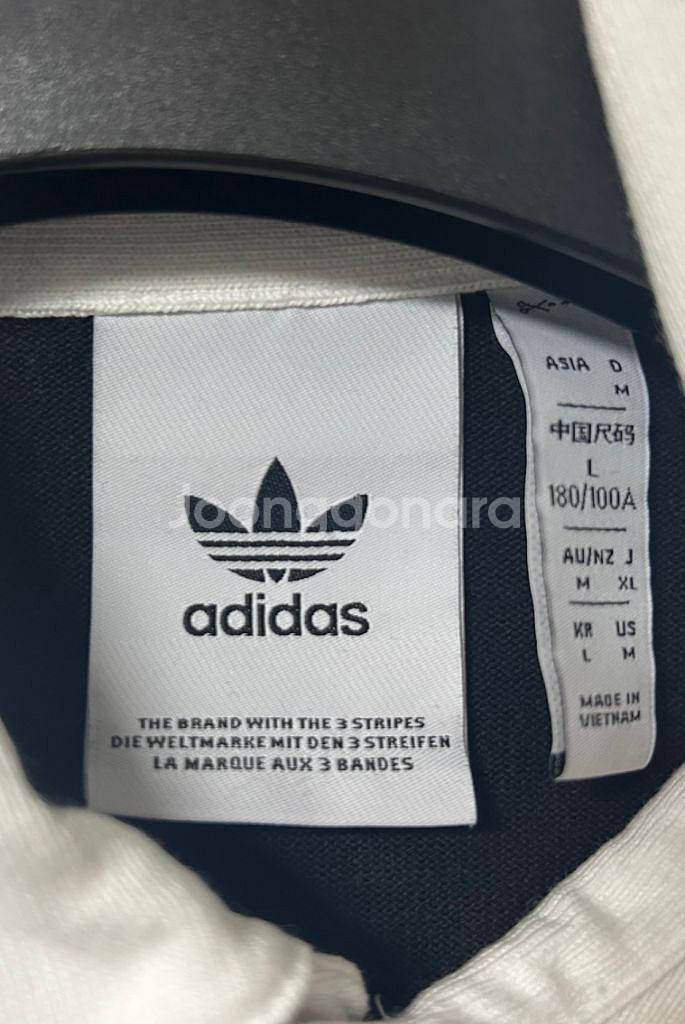 adidas
THE BRAND WITH THE 3 STRIPES
DIE WELTMARKE MIT DEN 3 STREIFEN
LA MARQUE AUX 3 BANDES
ASIA D
M
中国尺码
L
180/100A
AU/NZ J
M XL
KR US
L M
MADE IN
VIETNAM
Joonggonara